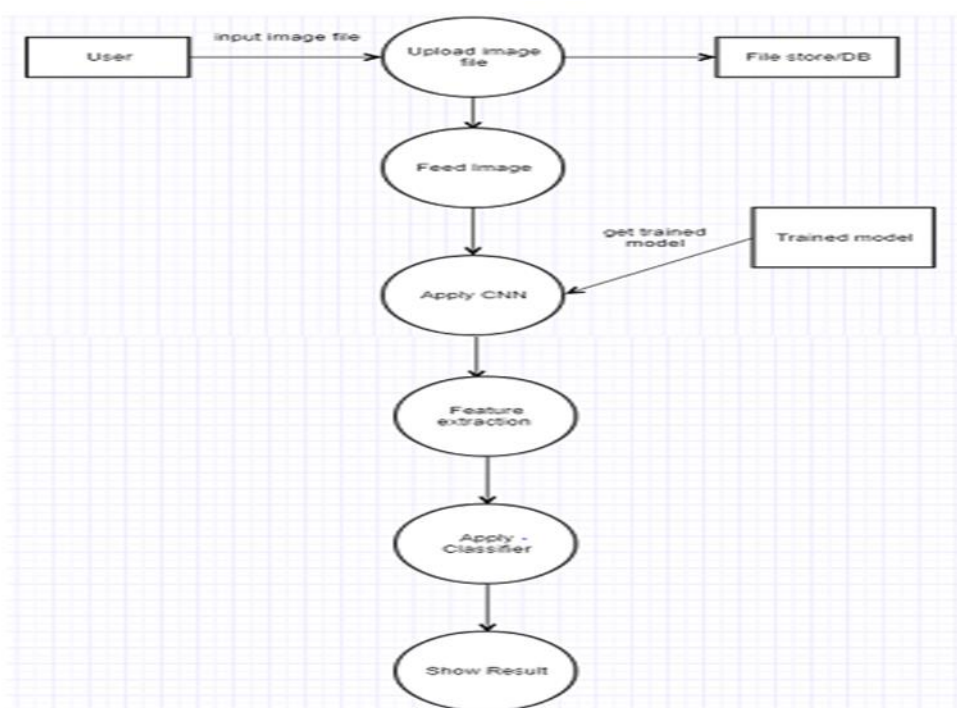 input image file
User
Upload image
file
File store/DB
Feed Image
get trained
model
Trained model
Apply CNN
Feature
extraction
Apply -
Classifier
Show Result